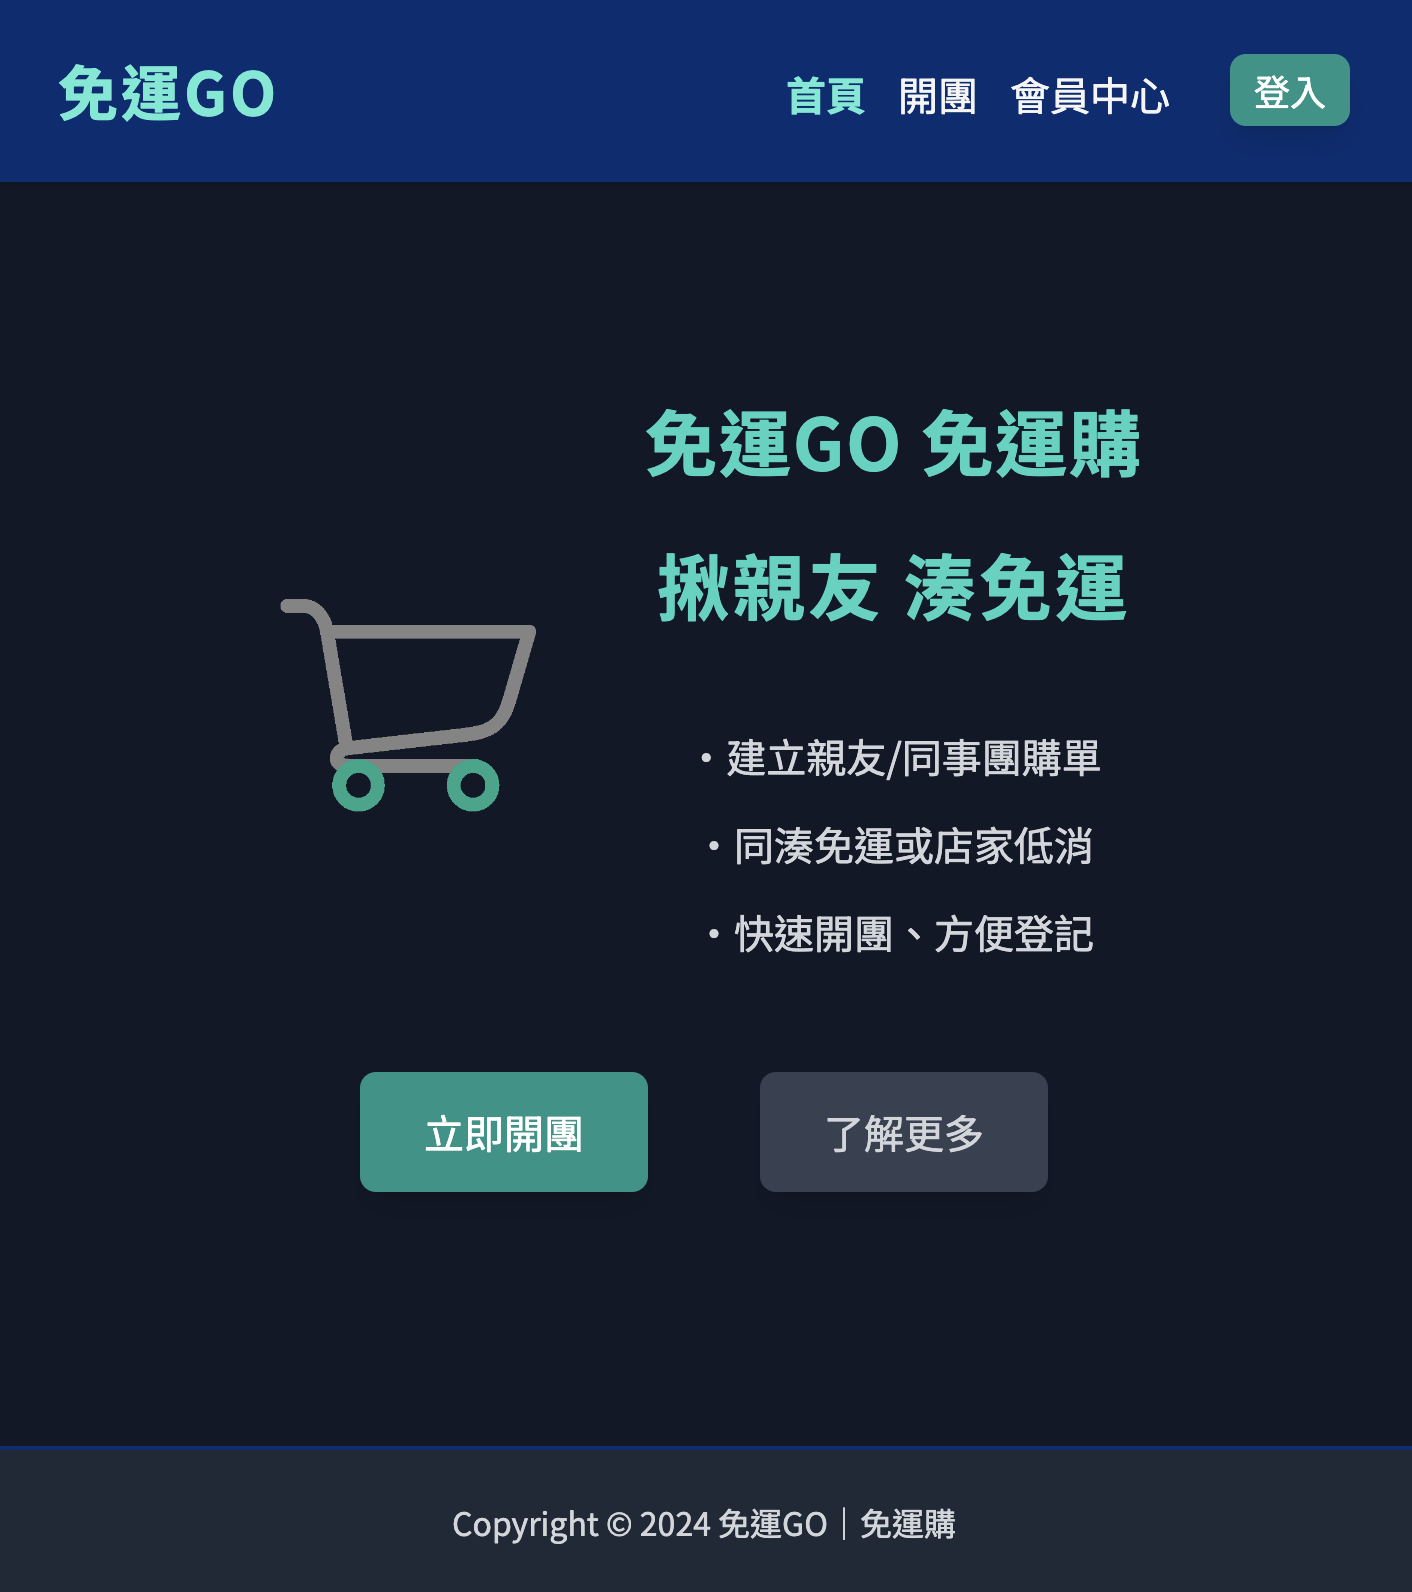 免運GO
首頁 開團 會員中心 登入
免運GO 免運購
揪親友 湊免運
・建立親友/同事團購單
・同湊免運或店家低消
・快速開團、方便登記
立即開團 了解更多
Copyright © 2024 免運GO｜免運購